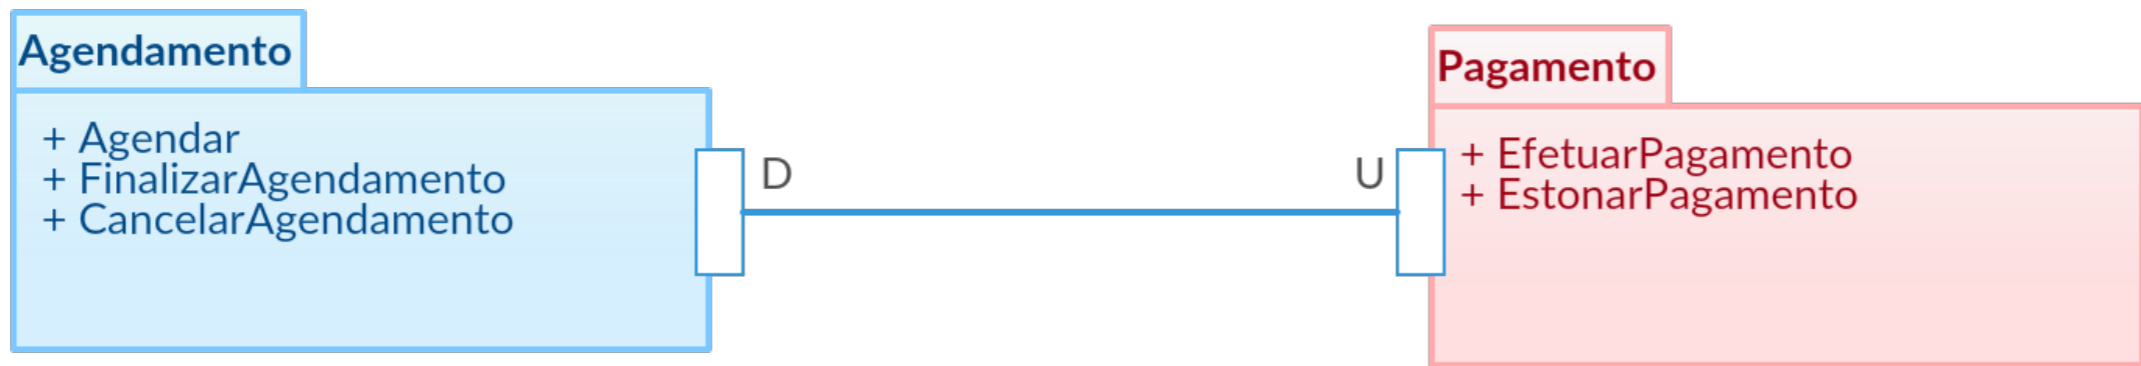 Agendamento
+ Agendar
+ FinalizarAgendamento
+ CancelarAgendamento
D
U
Pagamento
+ EfetuarPagamento
+ EstonarPagamento